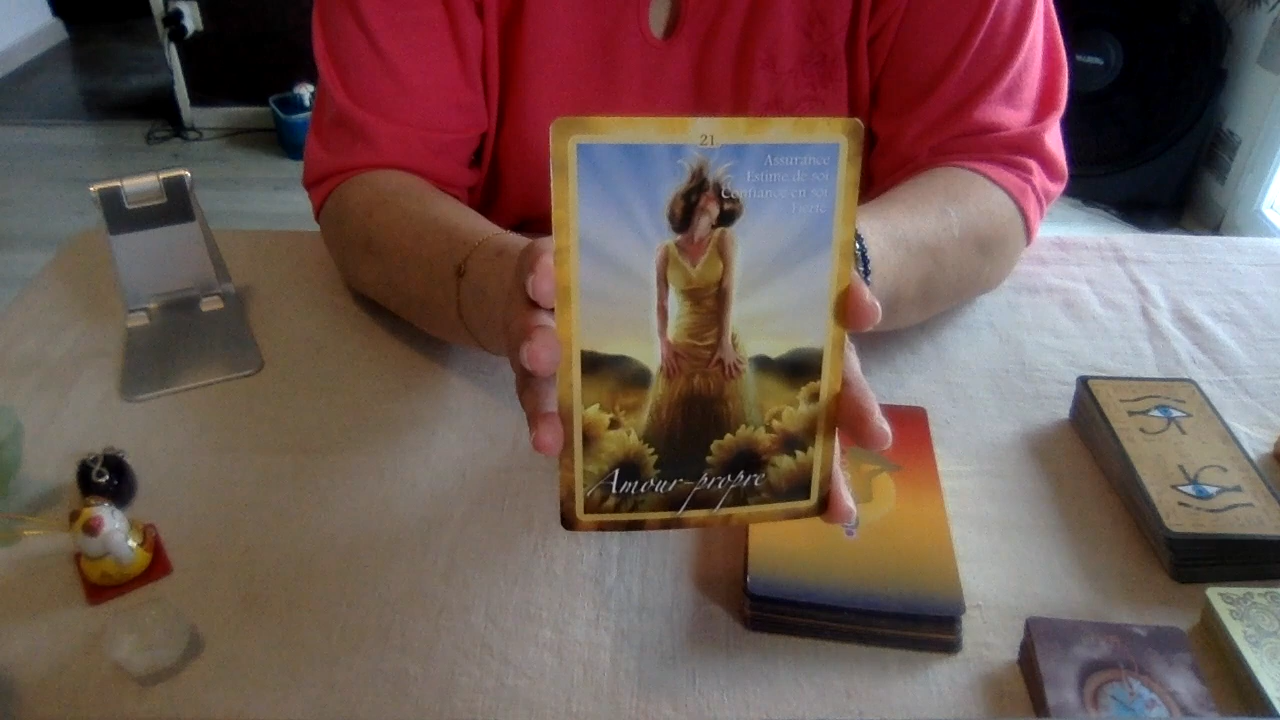 21
Assurance
Estime de soi
Confiance en soi
Fierté
Amour-propre